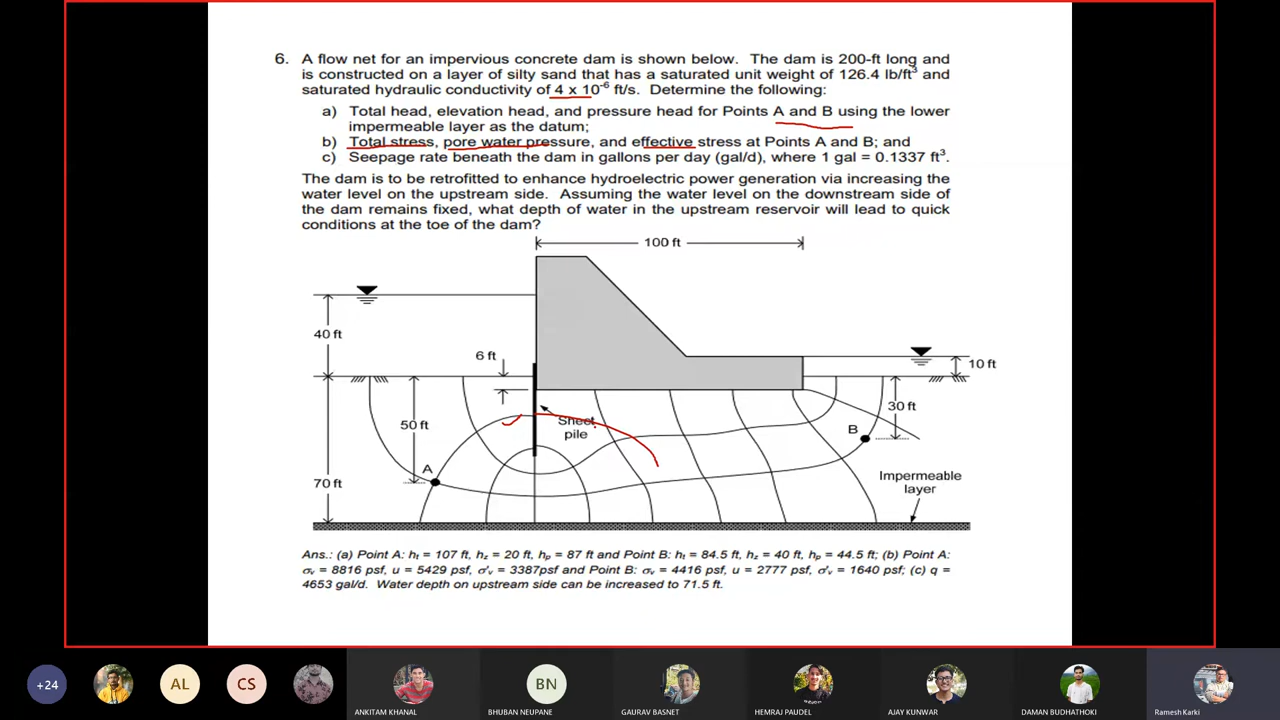 6. A flow net for an impervious concrete dam is shown below. The dam is 200-ft long and
is constructed on a layer of silty sand that has a saturated unit weight of 126.4 lb/ft³ and
saturated hydraulic conductivity of 4 x 10⁻⁶ ft/s. Determine the following:
a) Total head, elevation head, and pressure head for Points A and B using the lower
impermeable layer as the datum;
b) Total stress, pore water pressure, and effective stress at Points A and B; and
c) Seepage rate beneath the dam in gallons per day (gal/d), where 1 gal = 0.1337 ft³.
The dam is to be retrofitted to enhance hydroelectric power generation via increasing the
water level on the upstream side. Assuming the water level on the downstream side of
the dam remains fixed, what depth of water in the upstream reservoir will lead to quick
conditions at the toe of the dam?
100 ft
40 ft
6 ft
10 ft
50 ft
Sheet
pile
30 ft
B
A
70 ft
Impermeable
layer
Ans.: (a) Point A: hₜ = 107 ft, h_z = 20 ft, hₚ = 87 ft and Point B: hₜ = 84.5 ft, h_z = 40 ft, hₚ = 44.5 ft; (b) Point A:
σᵥ = 8816 psf, u = 5429 psf, σ'ᵥ = 3387psf and Point B: σᵥ = 4416 psf, u = 2777 psf, σ'ᵥ = 1640 psf; (c) q =
4653 gal/d. Water depth on upstream side can be increased to 71.5 ft.
+24
AL
CS
BN
ANKITAM KHANAL
BHUBAN NEUPANE
GAURAV BASNET
HEMRAJ PAUDEL
AJAY KUNWAR
DAMAN BUDHATHOKI
Ramesh Karki